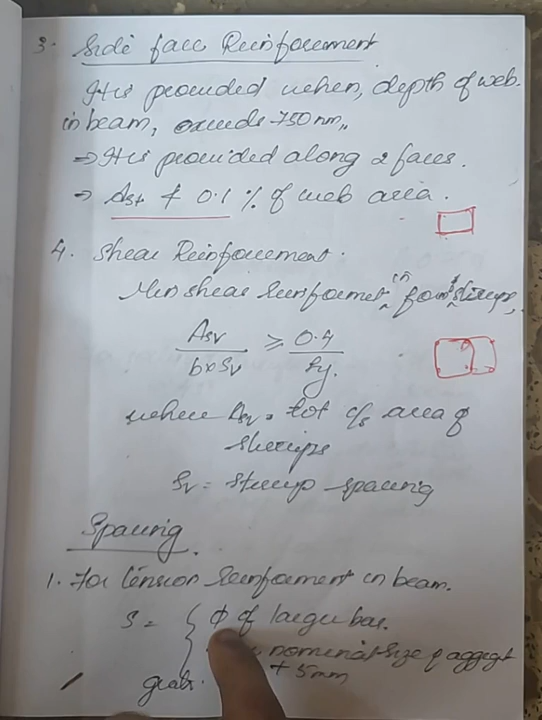 3. Side face Reinforcement
It is provided when, depth of web
in beam, exceeds 750 mm,,
⇒ It is provided along 2 faces.
⇒ Ast ≮ 0.1 % of web area.
4. Shear Reinforcement.
Min shear Reinforcement in form of stirrups,
Asv / b×Sv ≥ 0.4 / fy.
where Asv = tot c/s area of
stirrups
Sv = stirrup spacing
Spacing.
1. For tension Reinforcement in beam.
S = { ϕ of larger bar.
nominal size of aggregt
+ 5mm